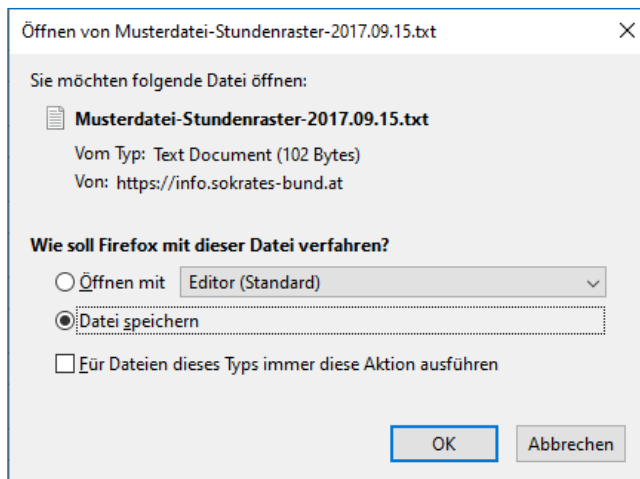 Öffnen von Musterdatei-Stundenraster-2017.09.15.txt
Sie möchten folgende Datei öffnen:
Musterdatei-Stundenraster-2017.09.15.txt
Vom Typ: Text Document (102 Bytes)
Von: https://info.sokrates-bund.at
Wie soll Firefox mit dieser Datei verfahren?
Öffnen mit Editor (Standard)
Datei speichern
Für Dateien dieses Typs immer diese Aktion ausführen
OK Abbrechen